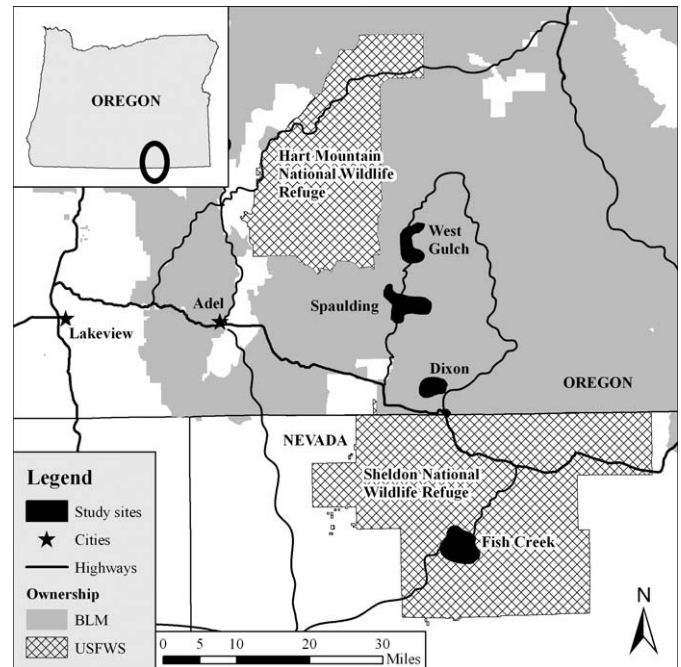 OREGON
Hart Mountain
National Wildlife
Refuge
West
Gulch
Spaulding
Adel
Lakeview
Dixon
OREGON
NEVADA
Sheldon National
Wildlife Refuge
Fish Creek
Legend
Study sites
Cities
Highways
Ownership
BLM
USFWS
0 5 10 20 30
Miles
N